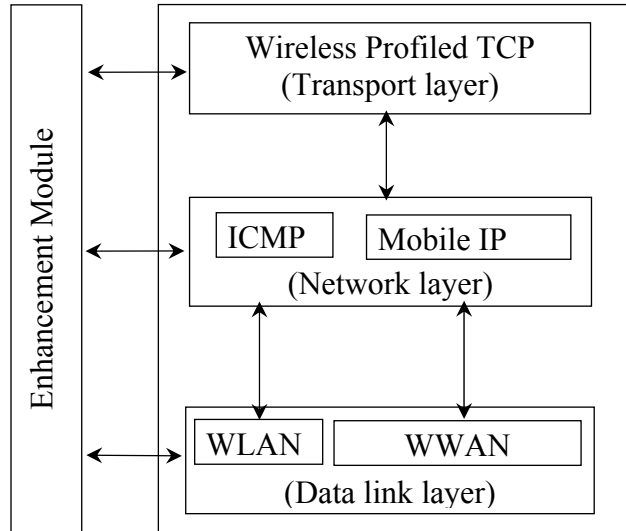 Enhancement Module
Wireless Profiled TCP
(Transport layer)
ICMP
Mobile IP
(Network layer)
WLAN
WWAN
(Data link layer)